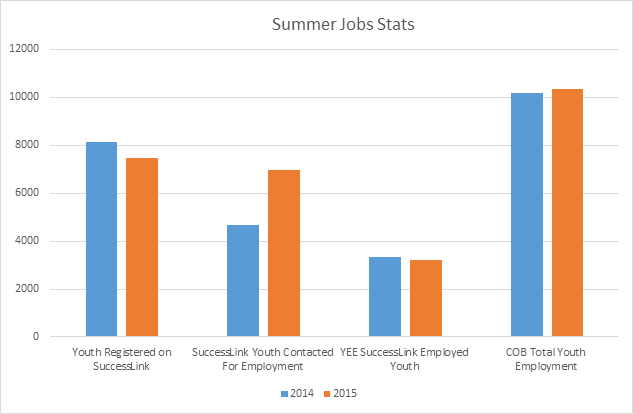 Summer Jobs Stats
12000
10000
8000
6000
4000
2000
0
Youth Registered on
SuccessLink
SuccessLink Youth Contacted
For Employment
YEE SuccessLink Employed
Youth
COB Total Youth
Employment
2014
2015